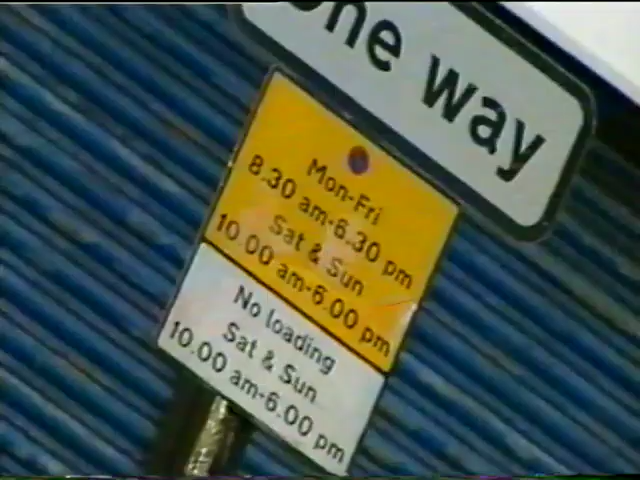 one way
Mon-Fri
8.30 am-6.30 pm
Sat & Sun
10.00 am-6.00 pm
No loading
Sat & Sun
10.00 am-6.00 pm